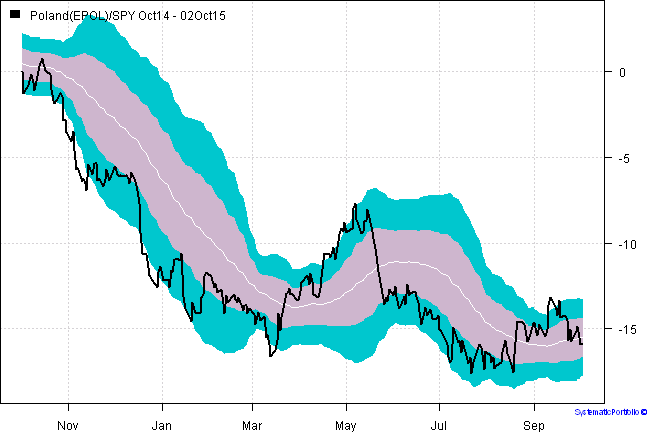 Poland(EPOL)/SPY Oct14 - 02Oct15
0
-5
-10
-15
Nov Jan Mar May Jul Sep
SystematicPortfolio ©